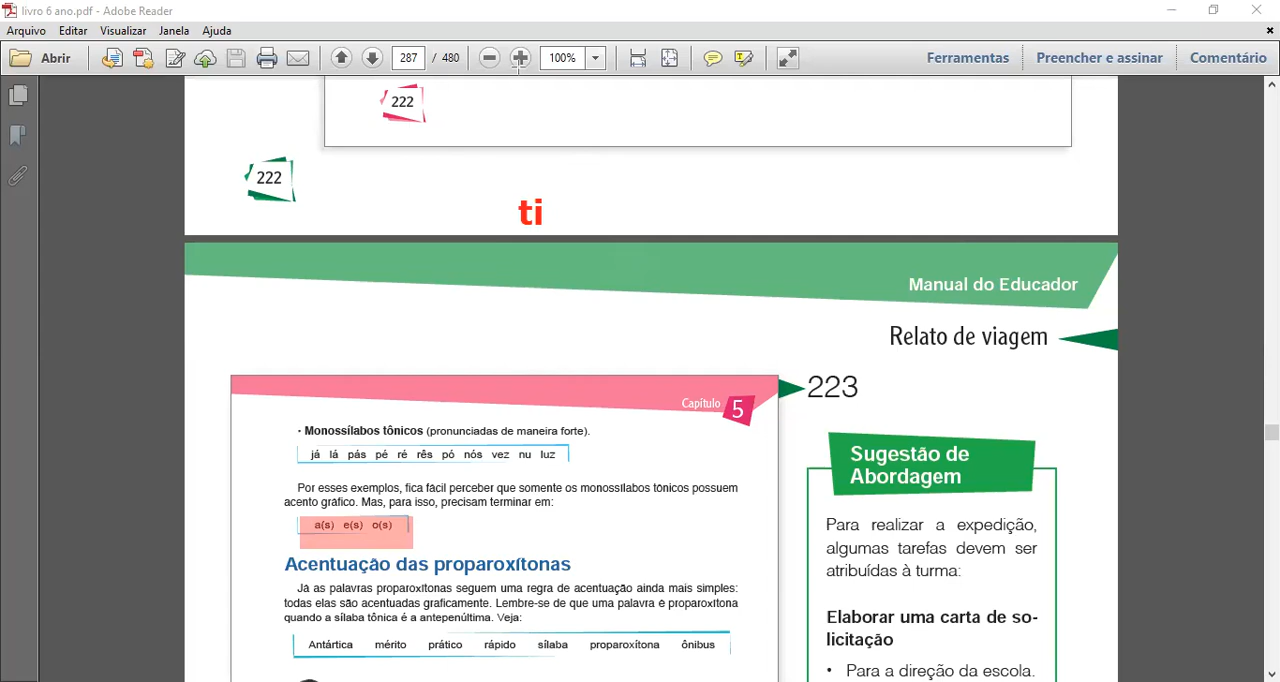 livro 6 ano.pdf - Adobe Reader
Arquivo Editar Visualizar Janela Ajuda
Abrir 287 / 480 100% Ferramentas Preencher e assinar Comentário
222
222
ti
Manual do Educador
Relato de viagem
223
Capítulo 5
• Monossílabos tônicos (pronunciadas de maneira forte).
já lá pás pé ré rês pó nós vez nu luz
Por esses exemplos, fica fácil perceber que somente os monossílabos tônicos possuem
acento gráfico. Mas, para isso, precisam terminar em:
a(s) e(s) o(s)
Acentuação das proparoxítonas
Já as palavras proparoxítonas seguem uma regra de acentuação ainda mais simples:
todas elas são acentuadas graficamente. Lembre-se de que uma palavra é proparoxítona
quando a sílaba tônica é a antepenúltima. Veja:
Antártica mérito prático rápido sílaba proparoxítona ônibus
Sugestão de
Abordagem
Para realizar a expedição,
algumas tarefas devem ser
atribuídas à turma:
Elaborar uma carta de so-
licitação
• Para a direção da escola.